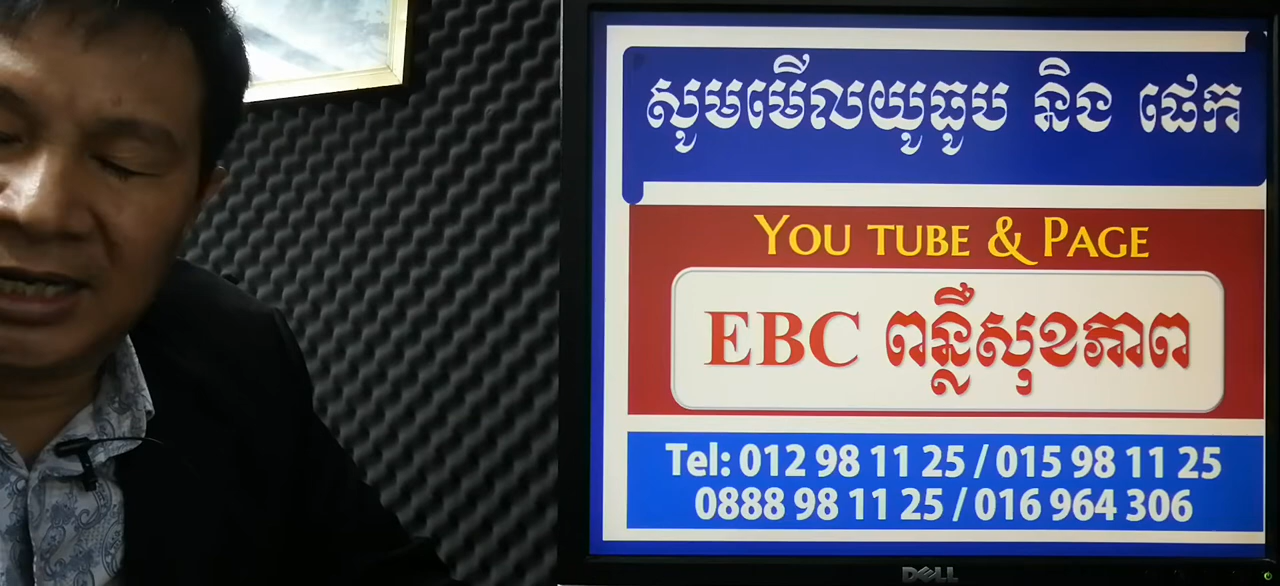 សូមមើលយូធូប និង ផេក
YOU TUBE & PAGE
EBC ពន្លឺសុខភាព
Tel: 012 98 11 25 / 015 98 11 25
0888 98 11 25 / 016 964 306
DELL